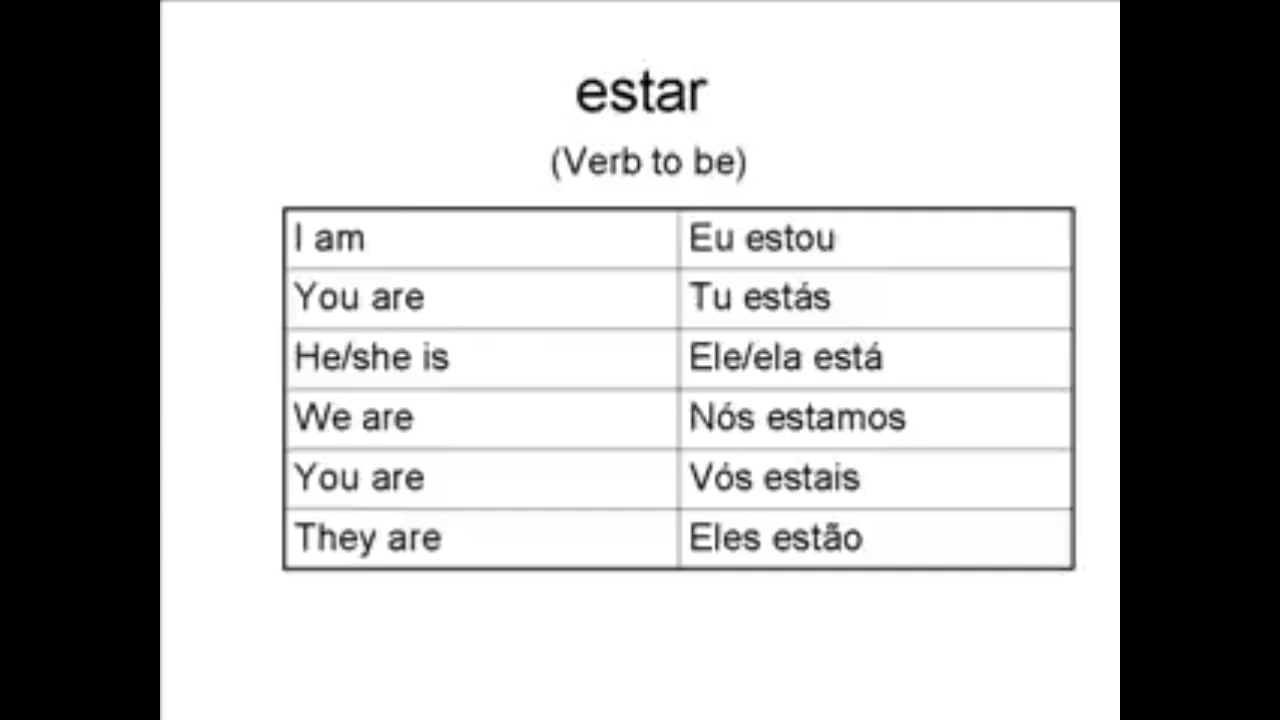 estar
(Verb to be)
I am Eu estou
You are Tu estás
He/she is Ele/ela está
We are Nós estamos
You are Vós estais
They are Eles estão